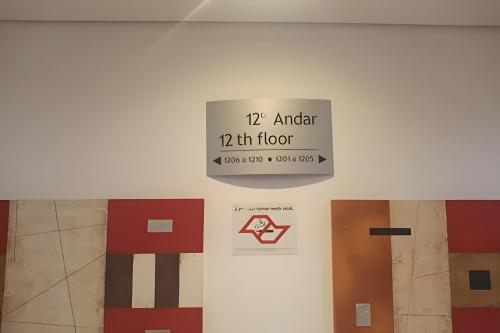 12º Andar
12 th floor
◀ 1206 a 1210 ● 1201 a 1205 ▶